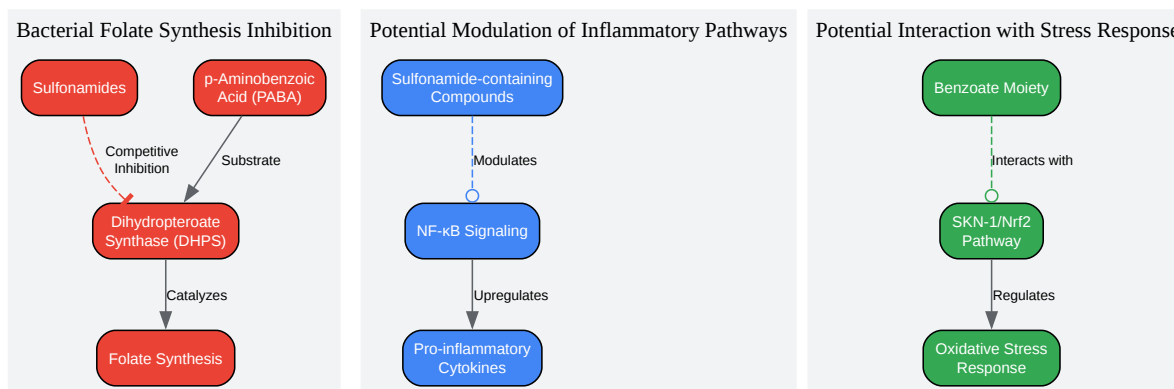 Bacterial Folate Synthesis Inhibition
Sulfonamides
p-Aminobenzoic
Acid (PABA)
Competitive
Inhibition
Substrate
Dihydropteroate
Synthase (DHPS)
Catalyzes
Folate Synthesis
Potential Modulation of Inflammatory Pathways
Sulfonamide-containing
Compounds
Modulates
NF-κB Signaling
Upregulates
Pro-inflammatory
Cytokines
Potential Interaction with Stress Response
Benzoate Moiety
Interacts with
SKN-1/Nrf2
Pathway
Regulates
Oxidative Stress
Response